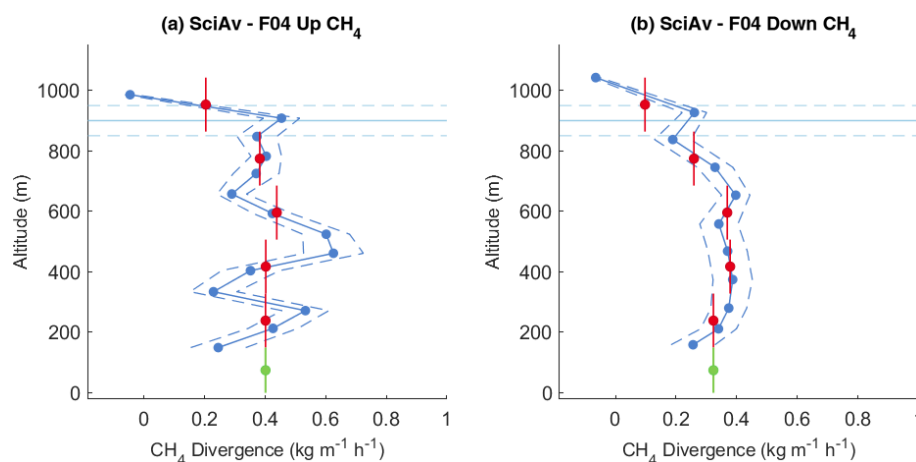 (a) SciAv - F04 Up CH4
(b) SciAv - F04 Down CH4
Altitude (m)
1000
800
600
400
200
0
0 0.2 0.4 0.6 0.8 1
CH4 Divergence (kg m-1 h-1)
Altitude (m)
1000
800
600
400
200
0
0 0.2 0.4 0.6 0.8 1
CH4 Divergence (kg m-1 h-1)